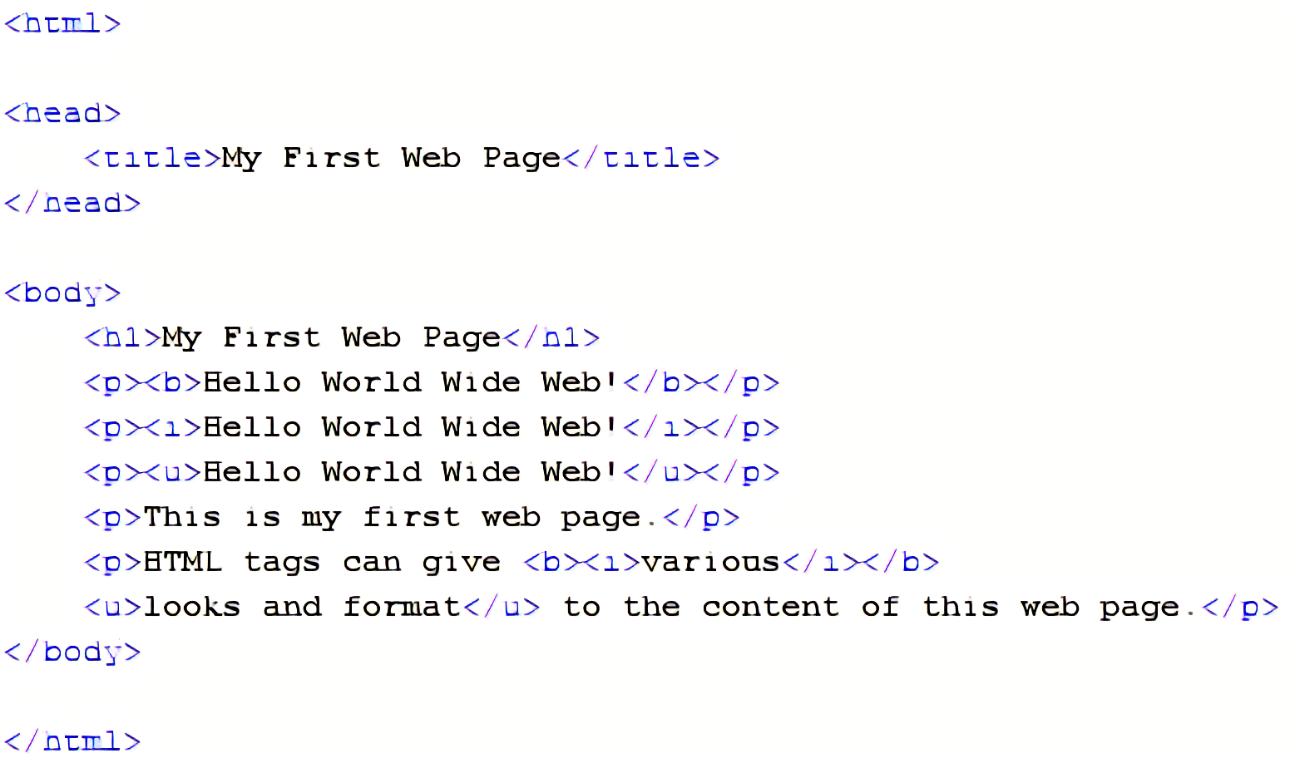 <html>
<head>
<title>My First Web Page</title>
</head>
<body>
<h1>My First Web Page</h1>
<p><b>Hello World Wide Web!</b></p>
<p><i>Hello World Wide Web!</i></p>
<p><u>Hello World Wide Web!</u></p>
<p>This is my first web page.</p>
<p>HTML tags can give <b><i>various</i></b>
<u>looks and format</u> to the content of this web page.</p>
</body>
</html>